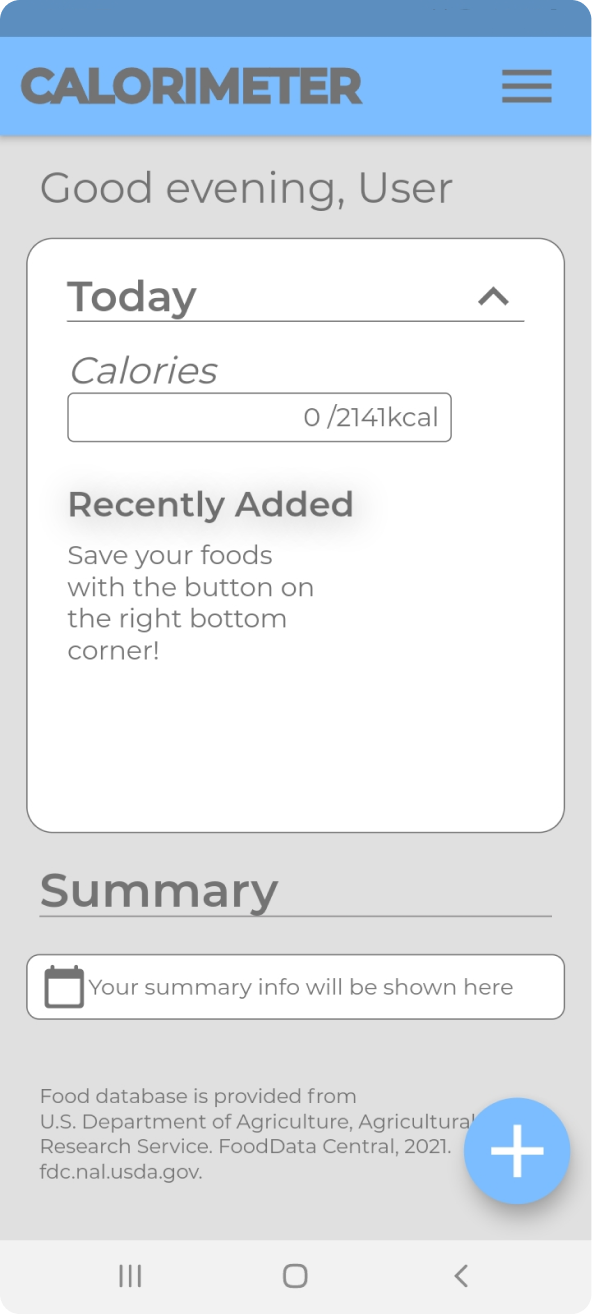 CALORIMETER
Good evening, User
Today
Calories
0 /2141kcal
Recently Added
Save your foods
with the button on
the right bottom
corner!
Summary
Your summary info will be shown here
Food database is provided from
U.S. Department of Agriculture, Agricultural
Research Service. FoodData Central, 2021.
fdc.nal.usda.gov.